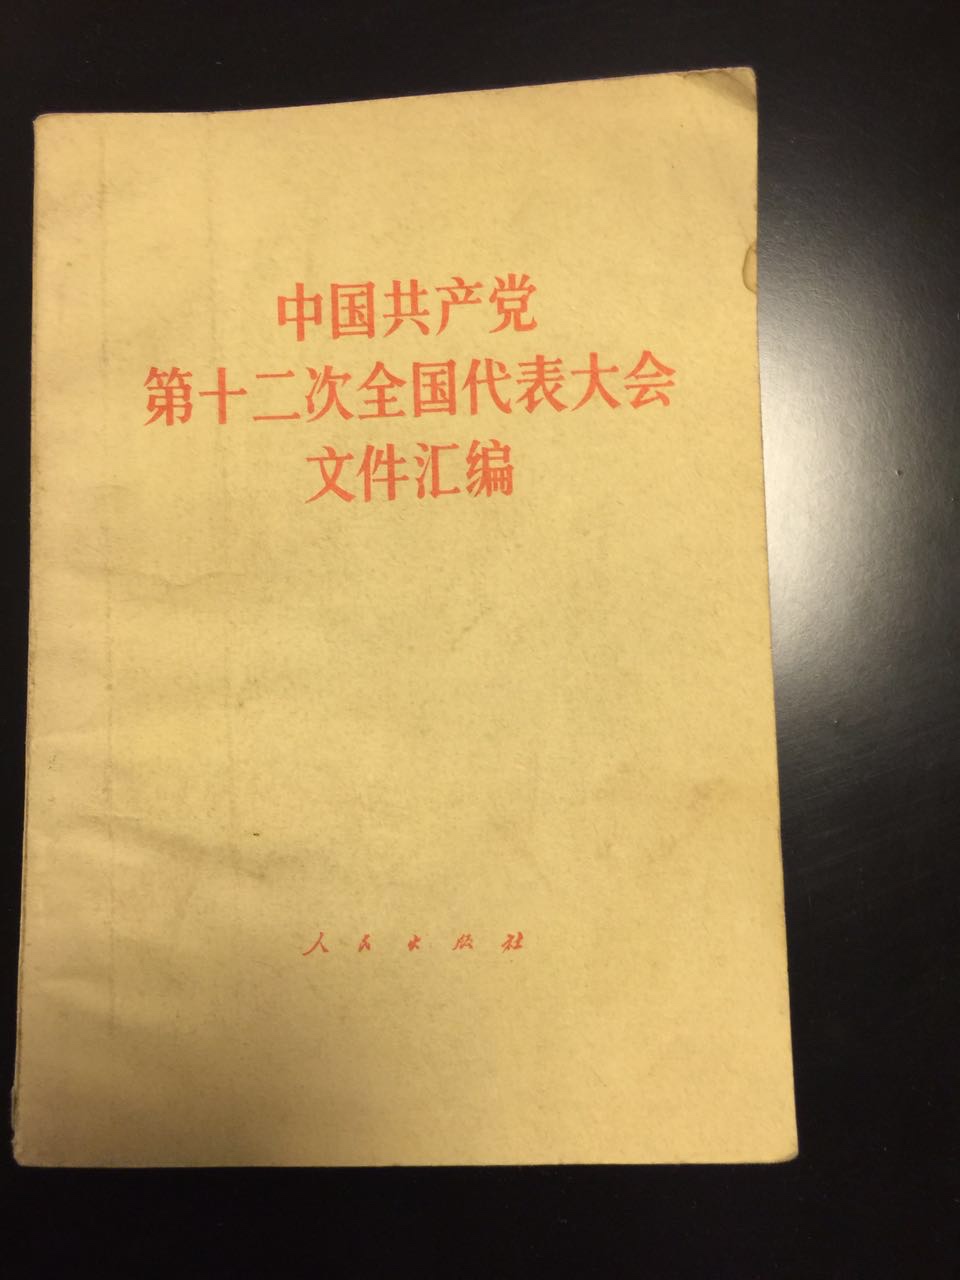 中国共产党
第十二次全国代表大会
文件汇编
人民出版社